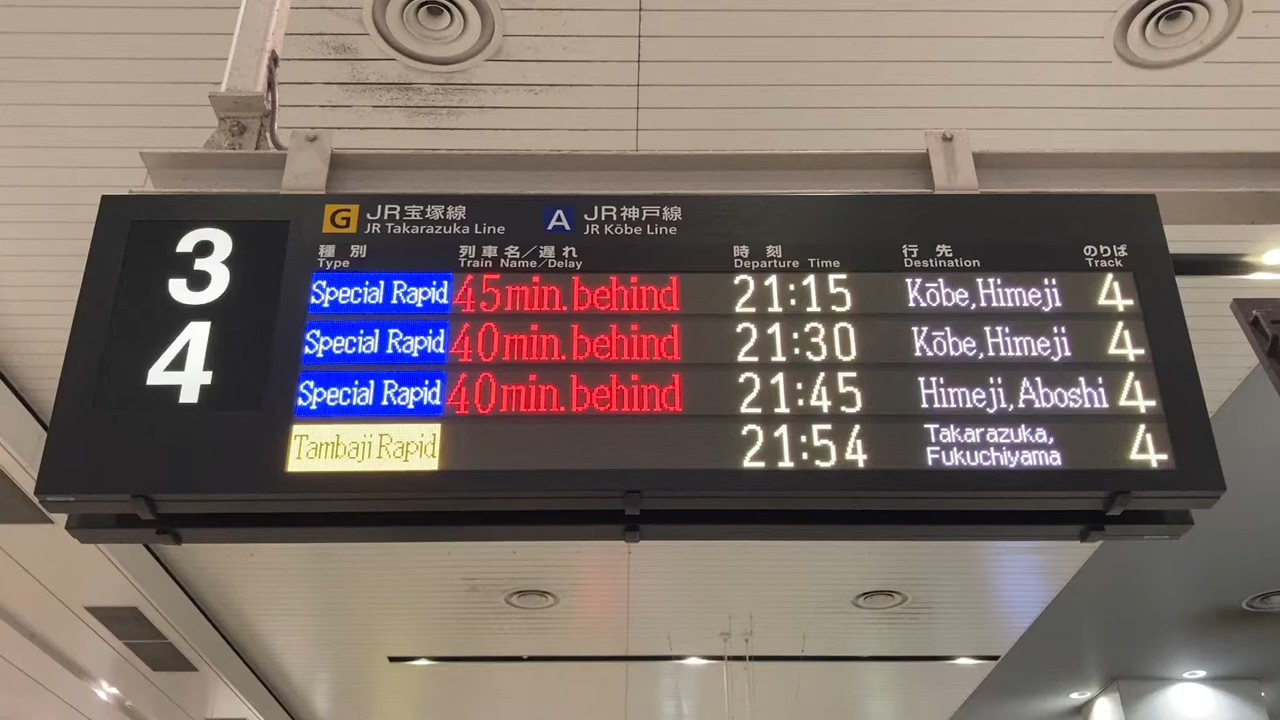 3
4
G JR宝塚線 A JR神戸線
JR Takarazuka Line JR Kōbe Line
種別 列車名/遅れ 時刻 行先 のりば
Type Train Name/Delay Departure Time Destination Track
Special Rapid 45min.behind 21:15 Kōbe,Himeji 4
Special Rapid 40min.behind 21:30 Kōbe,Himeji 4
Special Rapid 40min.behind 21:45 Himeji,Aboshi 4
Tambaji Rapid 21:54 Takarazuka, 4
Fukuchiyama